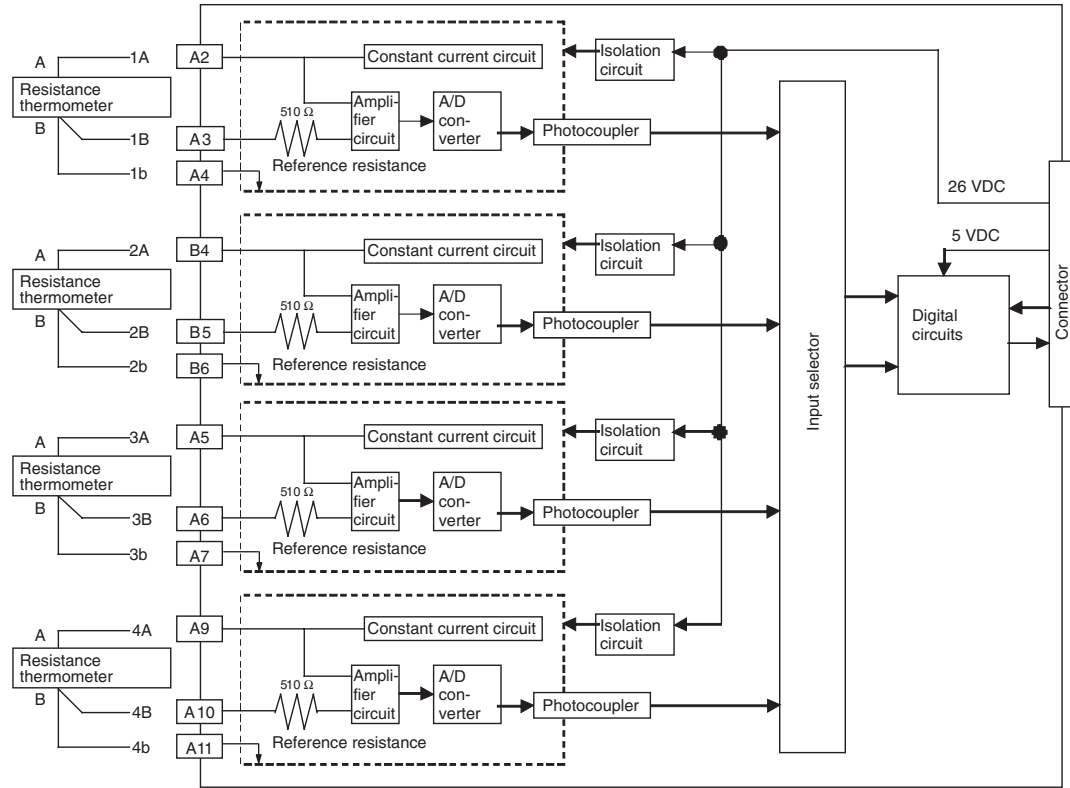 A
1A
A2
Constant current circuit
Isolation
circuit
Resistance
thermometer
B
1B
A3
510 Ω
Ampli-
fier
circuit
A/D
con-
verter
Photocoupler
Reference resistance
1b
A4
26 VDC
5 VDC
A
2A
B4
Constant current circuit
Isolation
circuit
Resistance
thermometer
B
2B
B5
510 Ω
Ampli-
fier
circuit
A/D
con-
verter
Photocoupler
Reference resistance
2b
B6
Input selector
Digital
circuits
Connector
A
3A
A5
Constant current circuit
Isolation
circuit
Resistance
thermometer
B
3B
A6
510 Ω
Ampli-
fier
circuit
A/D
con-
verter
Photocoupler
Reference resistance
3b
A7
A
4A
A9
Constant current circuit
Isolation
circuit
Resistance
thermometer
B
4B
A10
510 Ω
Ampli-
fier
circuit
A/D
con-
verter
Photocoupler
Reference resistance
4b
A11